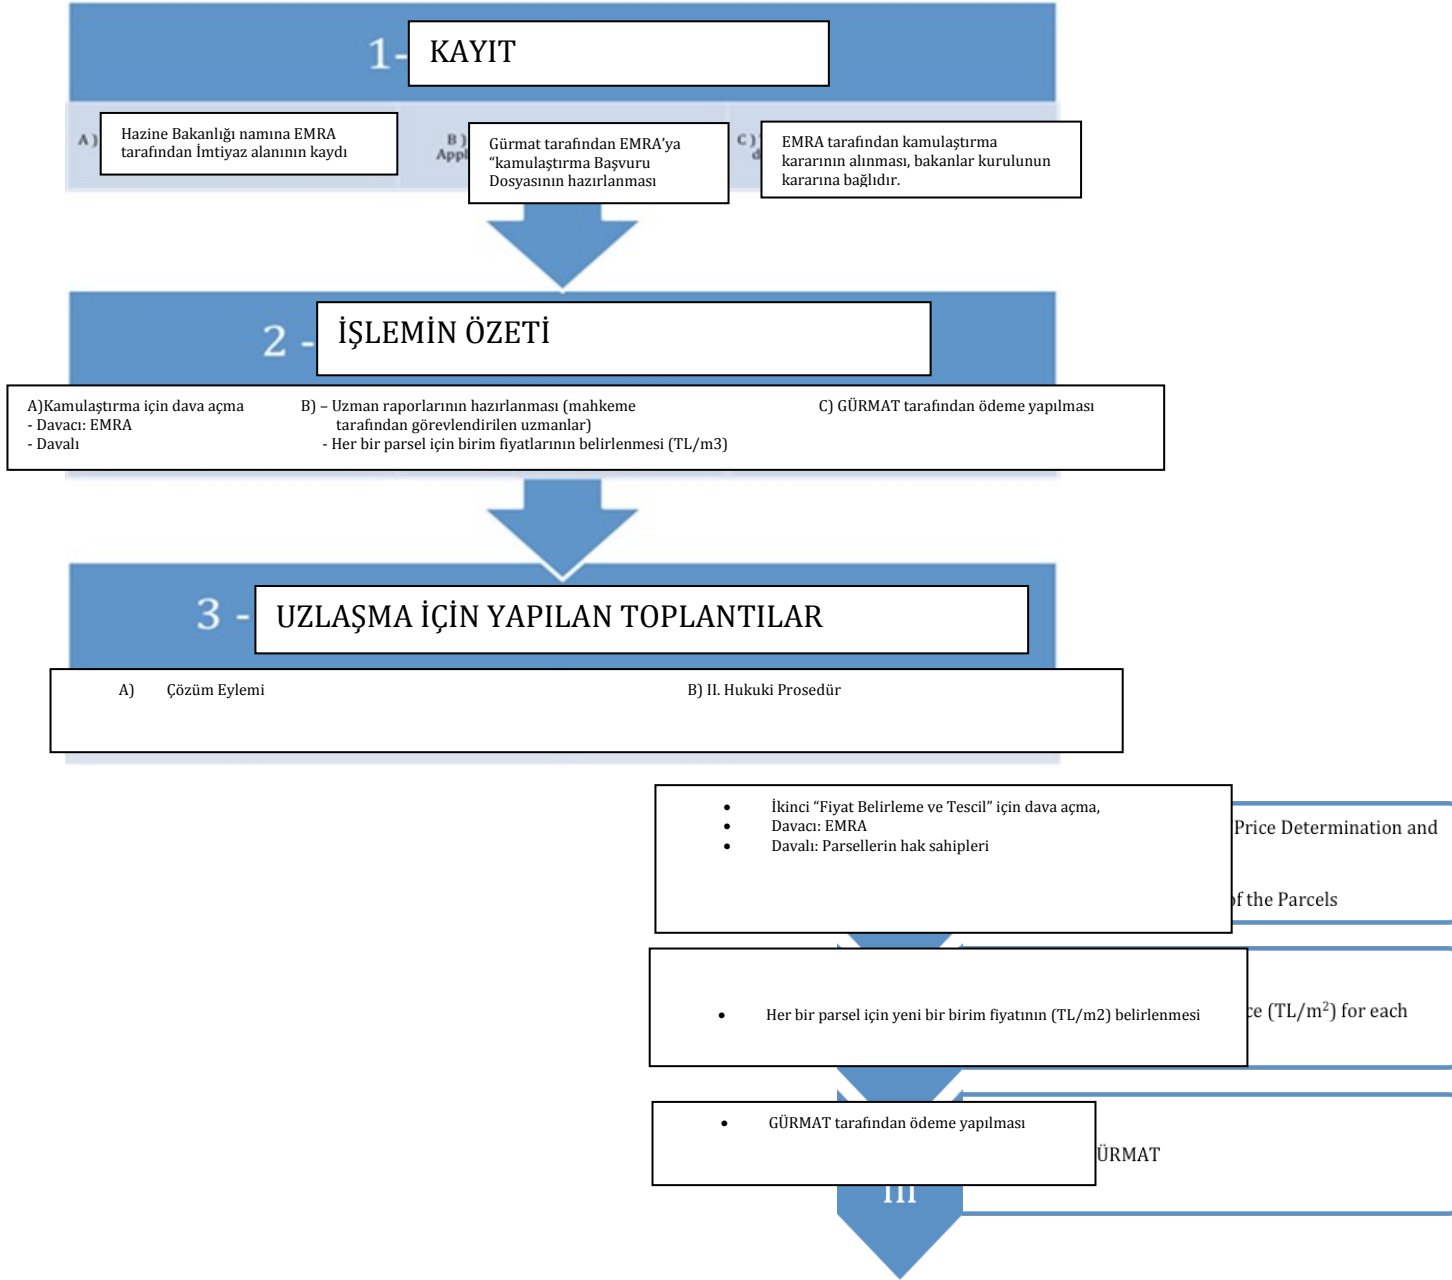 1- KAYIT
A) Hazine Bakanlığı namına EMRA
tarafından İmtiyaz alanının kaydı
B)
Appl
Gürmat tarafından EMRA’ya
“kamulaştırma Başvuru
Dosyasının hazırlanması
C)
d
EMRA tarafından kamulaştırma
kararının alınması, bakanlar kurulunun
kararına bağlıdır.
2 - İŞLEMİN ÖZETİ
A)Kamulaştırma için dava açma
- Davacı: EMRA
- Davalı
B) – Uzman raporlarının hazırlanması (mahkeme
tarafından görevlendirilen uzmanlar)
- Her bir parsel için birim fiyatlarının belirlenmesi (TL/m3)
C) GÜRMAT tarafından ödeme yapılması
3 - UZLAŞMA İÇİN YAPILAN TOPLANTILAR
A) Çözüm Eylemi
B) II. Hukuki Prosedür
• İkinci “Fiyat Belirleme ve Tescil” için dava açma,
• Davacı: EMRA
• Davalı: Parsellerin hak sahipleri
Price Determination and
of the Parcels
• Her bir parsel için yeni bir birim fiyatının (TL/m2) belirlenmesi
ce (TL/m²) for each
• GÜRMAT tarafından ödeme yapılması
ÜRMAT
III